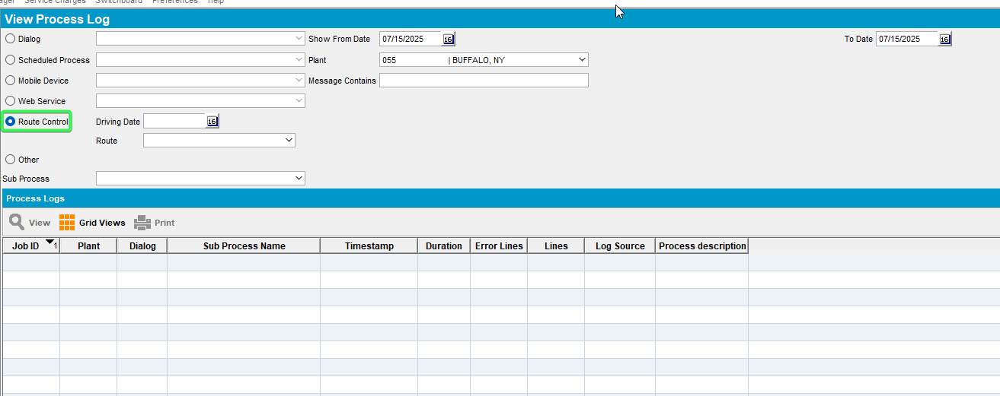 ager Service Charges Switchboard Preferences Help
View Process Log
Dialog Show From Date 07/15/2025 16 To Date 07/15/2025 16
Scheduled Process Plant 055 | BUFFALO, NY
Mobile Device Message Contains
Web Service
Route Control Driving Date 16
Route
Other
Sub Process
Process Logs
View Grid Views Print
Job ID 1 Plant Dialog Sub Process Name Timestamp Duration Error Lines Lines Log Source Process description